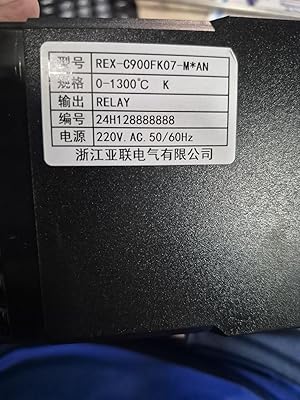 型号 REX-C900FK07-M*AN
规格 0-1300℃ K
输出 RELAY
编号 24H128888888
电源 220V.AC.50/60Hz
浙江亚联电气有限公司